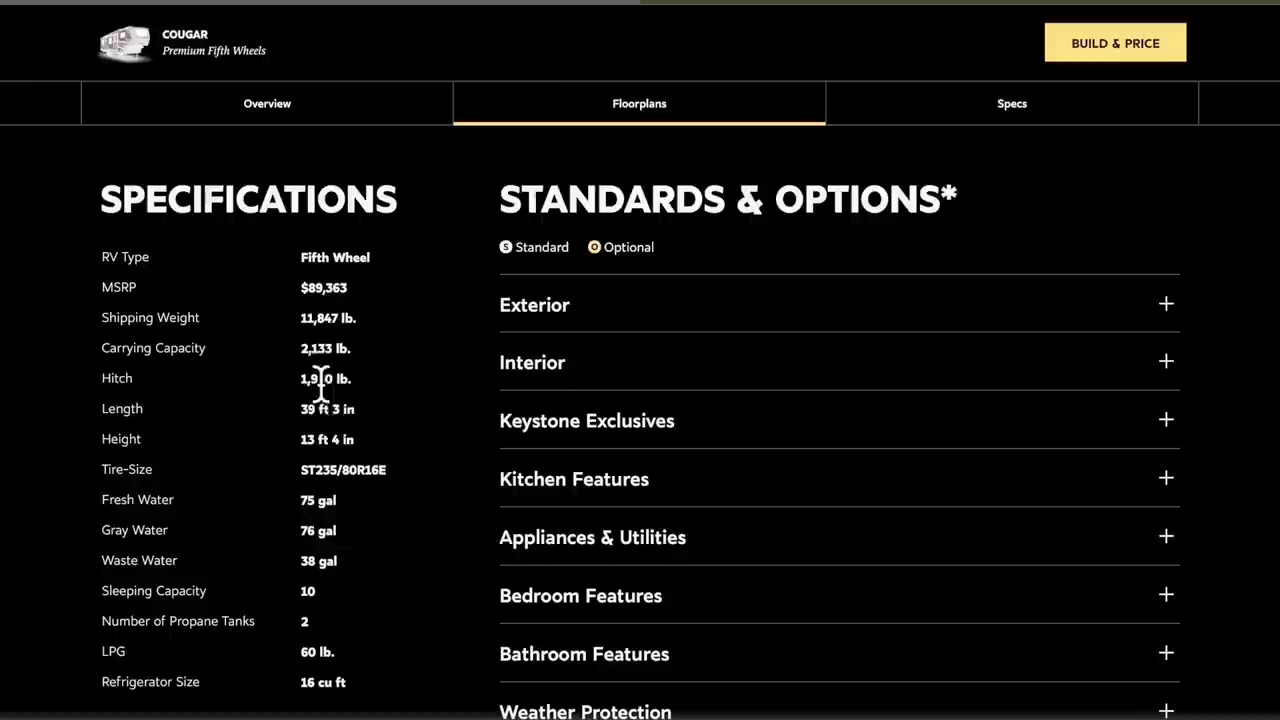 COUGAR
Premium Fifth Wheels
BUILD & PRICE
Overview
Floorplans
Specs
SPECIFICATIONS
RV Type Fifth Wheel
MSRP $89,363
Shipping Weight 11,847 lb.
Carrying Capacity 2,133 lb.
Hitch lb.
Length 39 ft 3 in
Height 13 ft 4 in
Tire-Size ST235/80R16E
Fresh Water 75 gal
Gray Water 76 gal
Waste Water 38 gal
Sleeping Capacity 10
Number of Propane Tanks 2
LPG 60 lb.
Refrigerator Size 16 cu ft
STANDARDS & OPTIONS*
S Standard O Optional
Exterior +
Interior +
Keystone Exclusives +
Kitchen Features +
Appliances & Utilities +
Bedroom Features +
Bathroom Features +
Weather Protection +